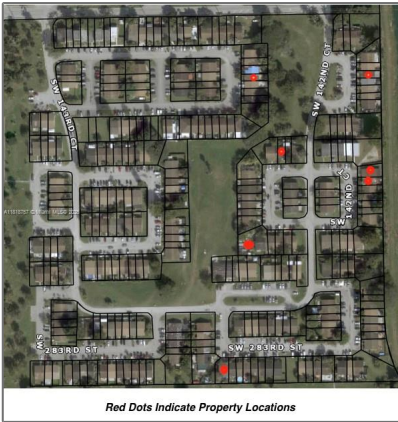 SW 142ND CT
SW 143RD CT
SW 142ND C
SW
SW 283RD ST
SW 283RD ST
Red Dots Indicate Property Locations